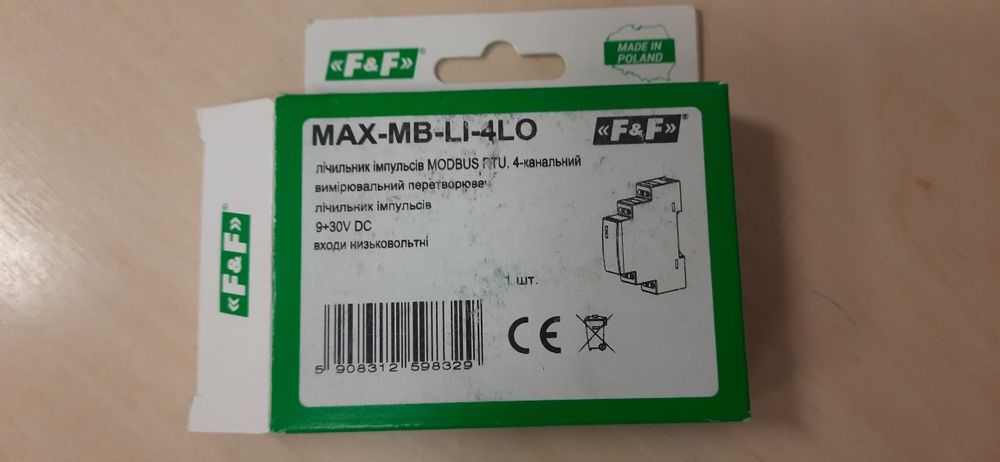 «F&F»®
MADE IN
POLAND
MAX-MB-LI-4LO
«F&F»®
лічильник імпульсів MODBUS RTU, 4-канальний
вимірювальний перетворювач
лічильник імпульсів
9÷30V DC
входи низьковольтні
1 шт.
CE
5 908312 598329
«F&F»®